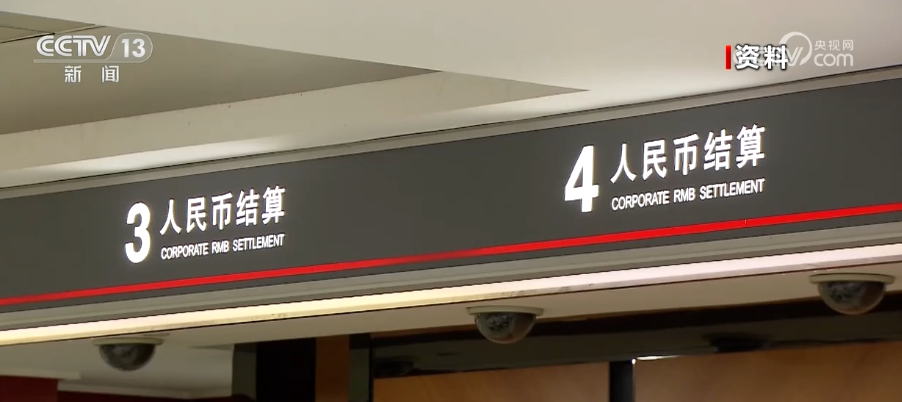 CCTV 13
新闻
资料
央视网
com
3 人民币结算
CORPORATE RMB SETTLEMENT
4 人民币结算
CORPORATE RMB SETTLEMENT